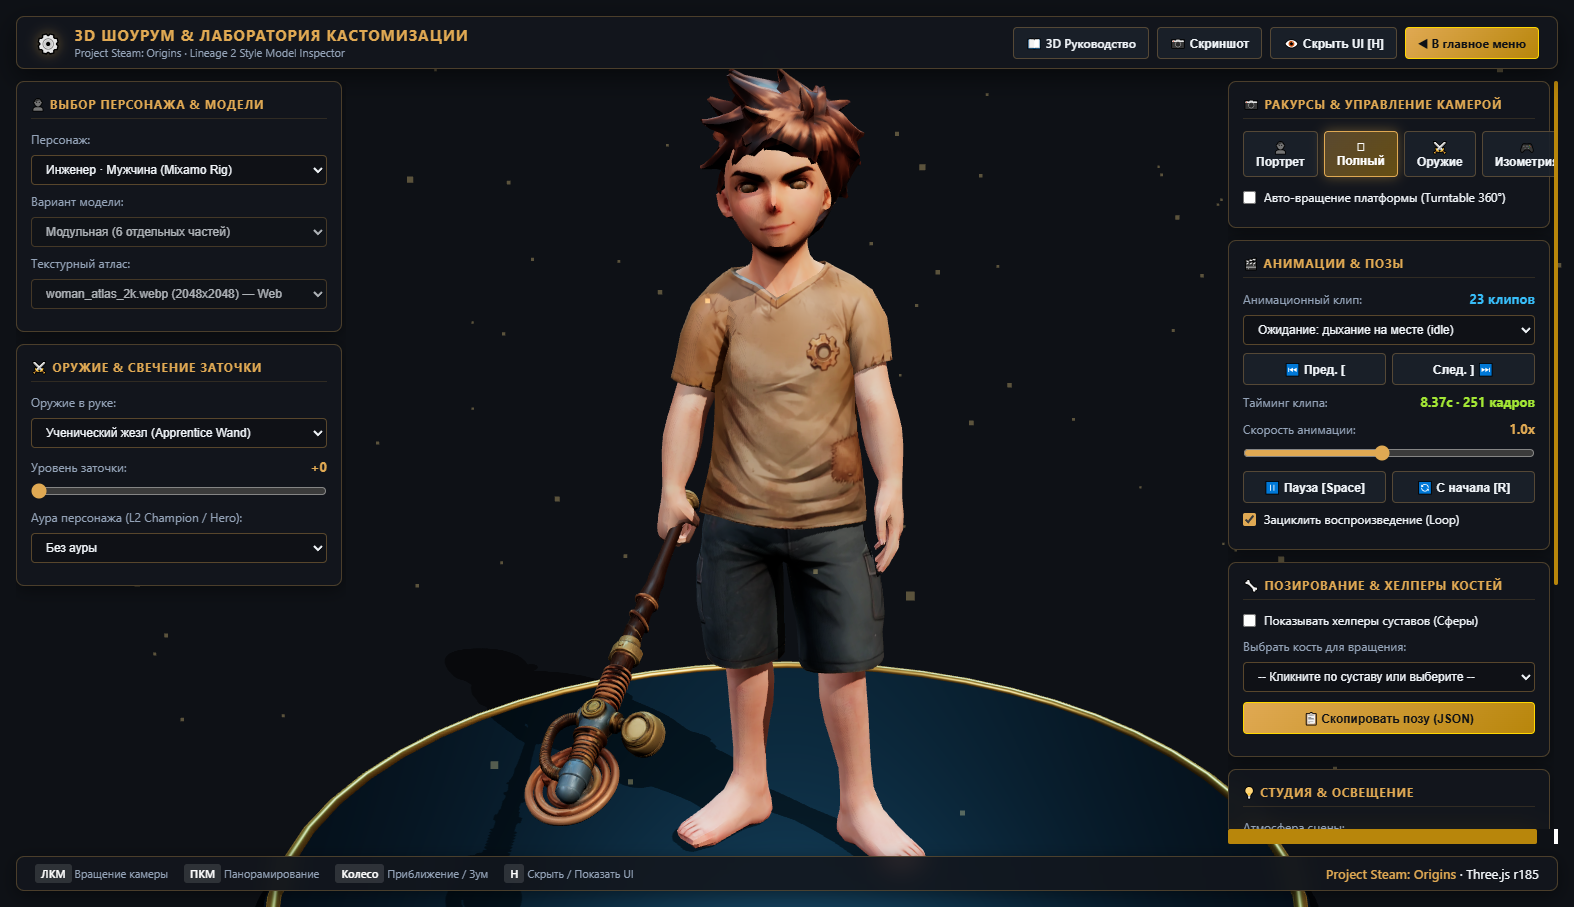 3D ШОУРУМ & ЛАБОРАТОРИЯ КАСТОМИЗАЦИИ
Project Steam: Origins · Lineage 2 Style Model Inspector
3D Руководство
Скриншот
Скрыть UI [H]
◀ В главное меню
ВЫБОР ПЕРСОНАЖА & МОДЕЛИ
Персонаж:
Инженер - Мужчина (Mixamo Rig)
Вариант модели:
Модульная (6 отдельных частей)
Текстурный атлас:
woman_atlas_2k.webp (2048x2048) — Web
ОРУЖИЕ & СВЕЧЕНИЕ ЗАТОЧКИ
Оружие в руке:
Ученический жезл (Apprentice Wand)
Уровень заточки:
+0
Аура персонажа (L2 Champion / Hero):
Без ауры
РАКУРСЫ & УПРАВЛЕНИЕ КАМЕРОЙ
Портрет
Полный
Оружие
Изометрия
Авто-вращение платформы (Turntable 360°)
АНИМАЦИИ & ПОЗЫ
Анимационный клип:
23 клипов
Ожидание: дыхание на месте (idle)
Пред. [
След. ]
Тайминг клипа:
8.37с · 251 кадров
Скорость анимации:
1.0x
Пауза [Space]
С начала [R]
Зациклить воспроизведение (Loop)
ПОЗИРОВАНИЕ & ХЕЛПЕРЫ КОСТЕЙ
Показывать хелперы суставов (Сферы)
Выбрать кость для вращения:
-- Кликните по суставу или выберите --
Скопировать позу (JSON)
СТУДИЯ & ОСВЕЩЕНИЕ
Атмосфера сцены:
ЛКМ Вращение камеры
ПКМ Панорамирование
Колесо Приближение / Зум
H Скрыть / Показать UI
Project Steam: Origins · Three.js r185